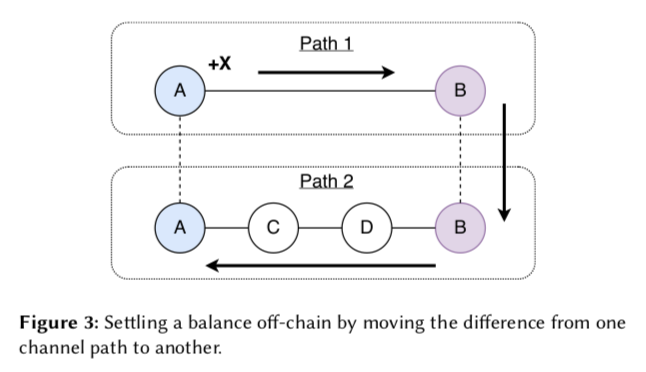 Path 1
+X
A
B
Path 2
A
C
D
B
Figure 3: Settling a balance off-chain by moving the difference from one
channel path to another.